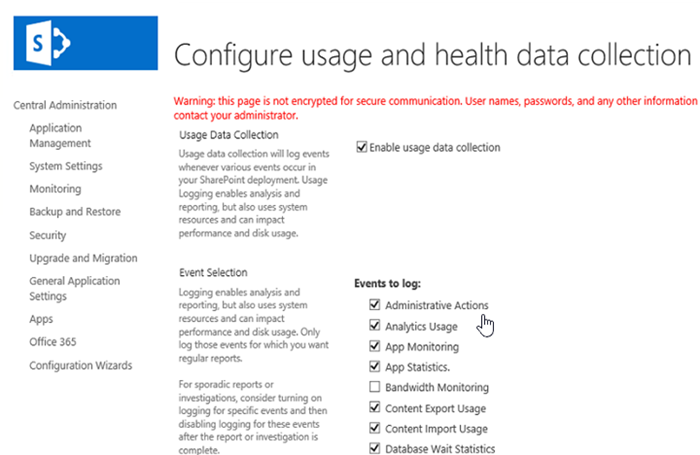 S
Configure usage and health data collection
Warning: this page is not encrypted for secure communication. User names, passwords, and any other information
contact your administrator.
Central Administration
Application
Management
System Settings
Monitoring
Backup and Restore
Security
Upgrade and Migration
General Application
Settings
Apps
Office 365
Configuration Wizards
Usage Data Collection
Usage data collection will log events
whenever various events occur in
your SharePoint deployment. Usage
Logging enables analysis and
reporting, but also uses system
resources and can impact
performance and disk usage.
Enable usage data collection
Event Selection
Logging enables analysis and
reporting, but also uses system
resources and can impact
performance and disk usage. Only
log those events for which you want
regular reports.
For sporadic reports or
investigations, consider turning on
logging for specific events and then
disabling logging for these events
after the report or investigation is
complete.
Events to log:
Administrative Actions
Analytics Usage
App Monitoring
App Statistics.
Bandwidth Monitoring
Content Export Usage
Content Import Usage
Database Wait Statistics